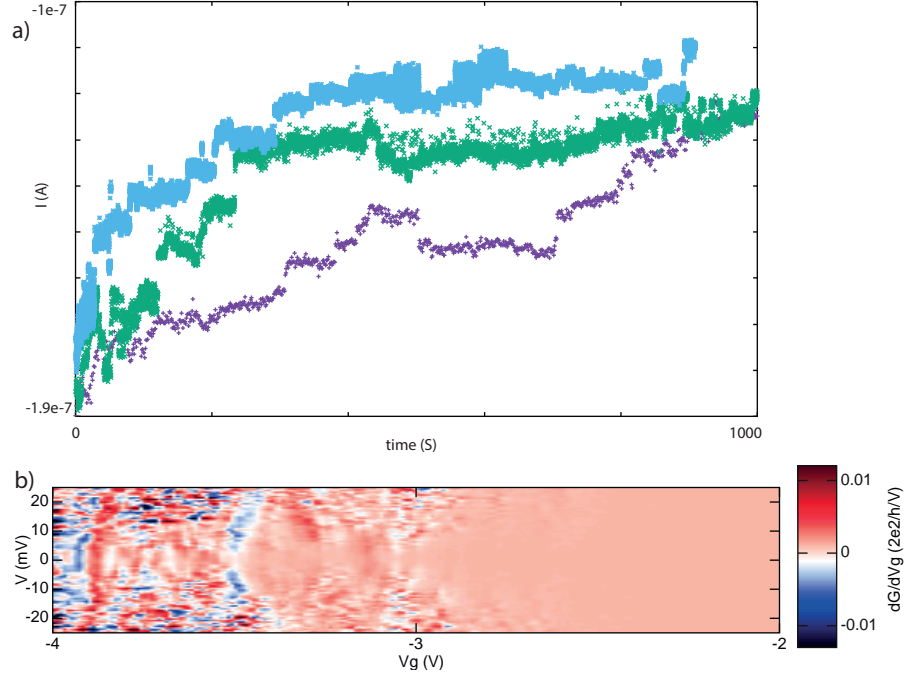 a)
-1e-7
I (A)
-1.9e-7
0
1000
time (S)
b)
20
10
0
-10
-20
V (mV)
-4
-3
-2
Vg (V)
0.01
0
-0.01
dG/dVg (2e2/h/V)